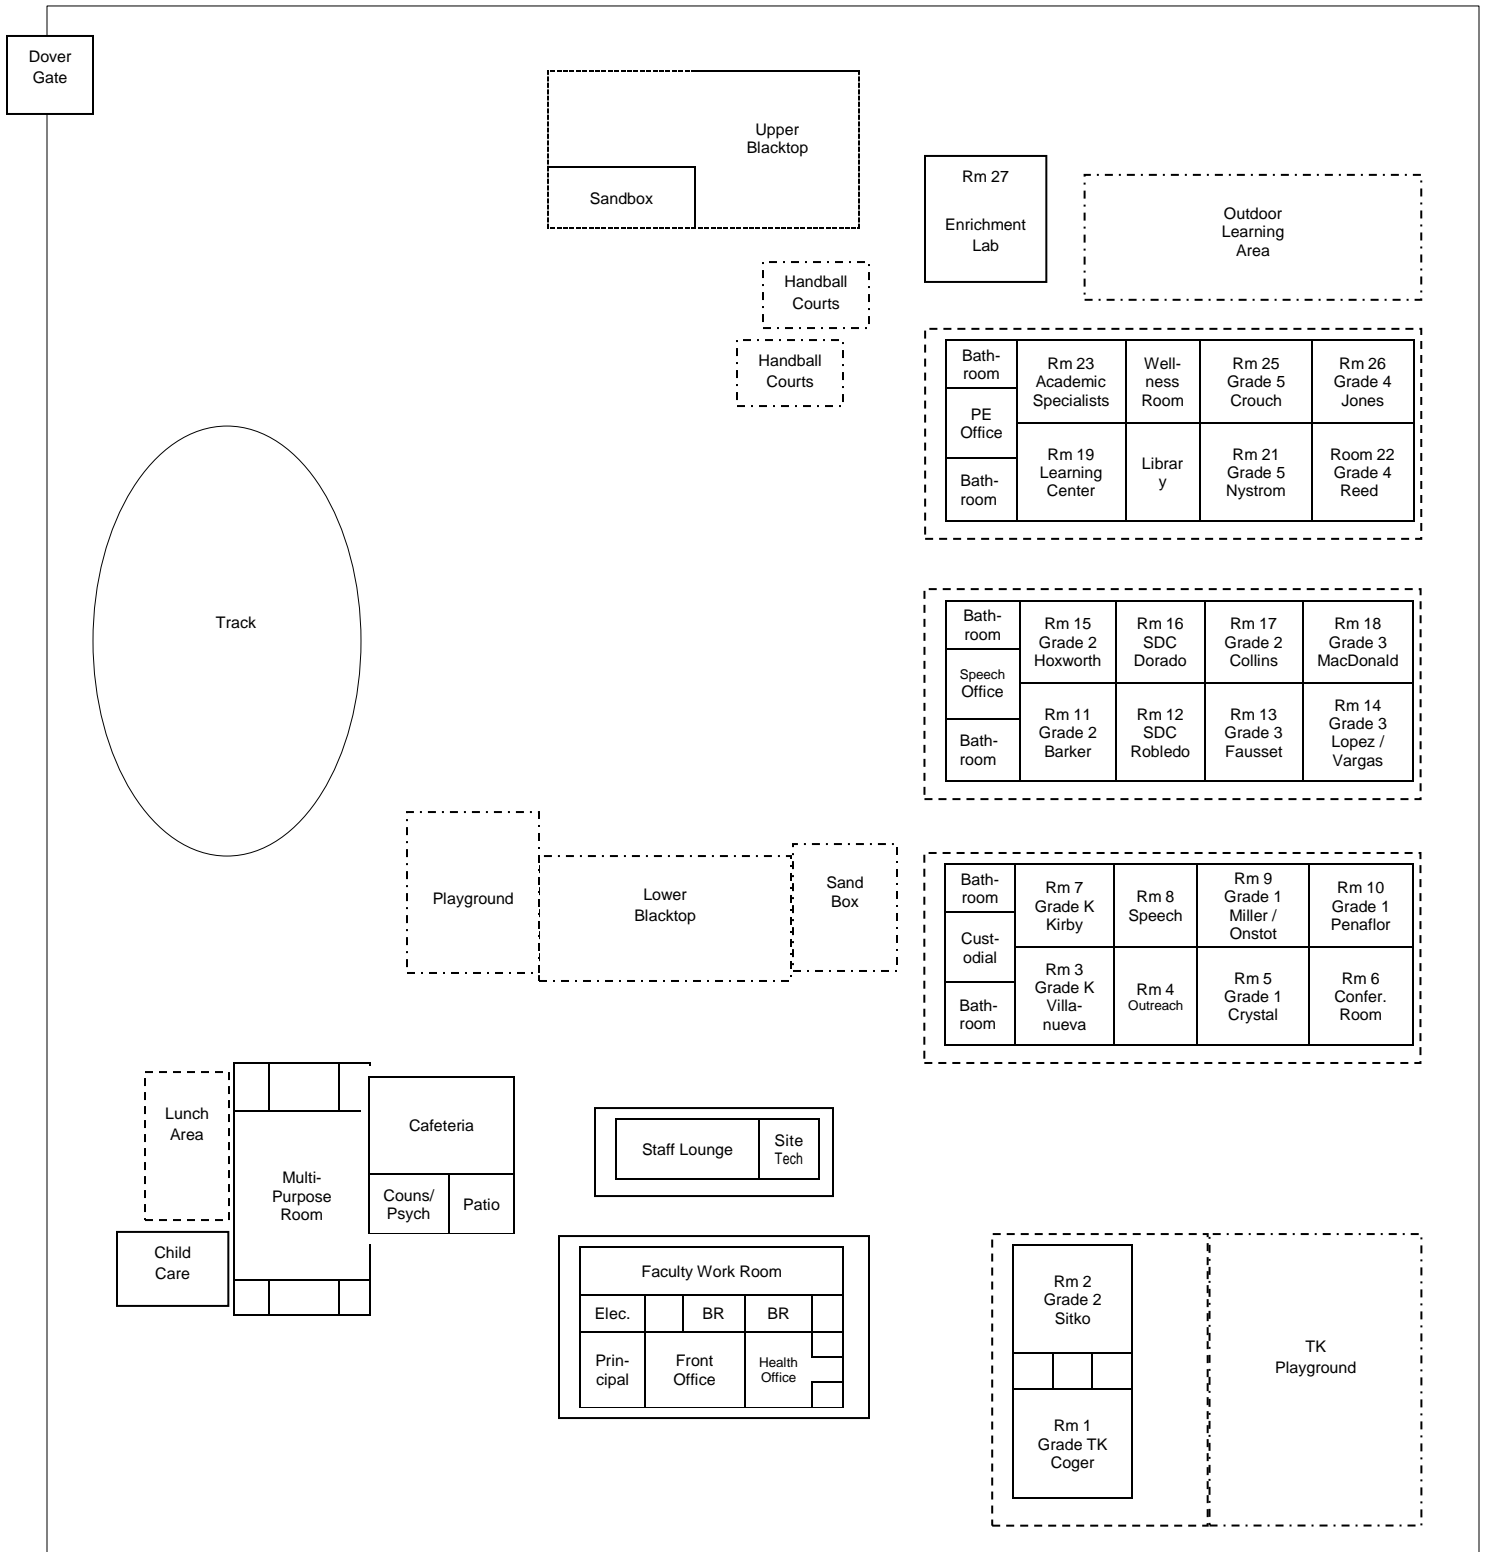 Dover
Gate
Upper
Blacktop
Sandbox
Rm 27
Enrichment
Lab
Outdoor
Learning
Area
Handball
Courts
Handball
Courts
Bath-
room
PE
Office
Bath-
room
Rm 23
Academic
Specialists
Well-
ness
Room
Rm 25
Grade 5
Crouch
Rm 26
Grade 4
Jones
Rm 19
Learning
Center
Librar
y
Rm 21
Grade 5
Nystrom
Room 22
Grade 4
Reed
Track
Bath-
room
Speech
Office
Bath-
room
Rm 15
Grade 2
Hoxworth
Rm 16
SDC
Dorado
Rm 17
Grade 2
Collins
Rm 18
Grade 3
MacDonald
Rm 11
Grade 2
Barker
Rm 12
SDC
Robledo
Rm 13
Grade 3
Fausset
Rm 14
Grade 3
Lopez /
Vargas
Playground
Lower
Blacktop
Sand
Box
Bath-
room
Cust-
odial
Bath-
room
Rm 7
Grade K
Kirby
Rm 8
Speech
Rm 9
Grade 1
Miller /
Onstot
Rm 10
Grade 1
Penaflor
Rm 3
Grade K
Villa-
nueva
Rm 4
Outreach
Rm 5
Grade 1
Crystal
Rm 6
Confer.
Room
Lunch
Area
Multi-
Purpose
Room
Cafeteria
Couns/
Psych
Patio
Child
Care
Staff Lounge
Site
Tech
Faculty Work Room
Elec.
BR
BR
Prin-
cipal
Front
Office
Health
Office
Rm 2
Grade 2
Sitko
Rm 1
Grade TK
Coger
TK
Playground